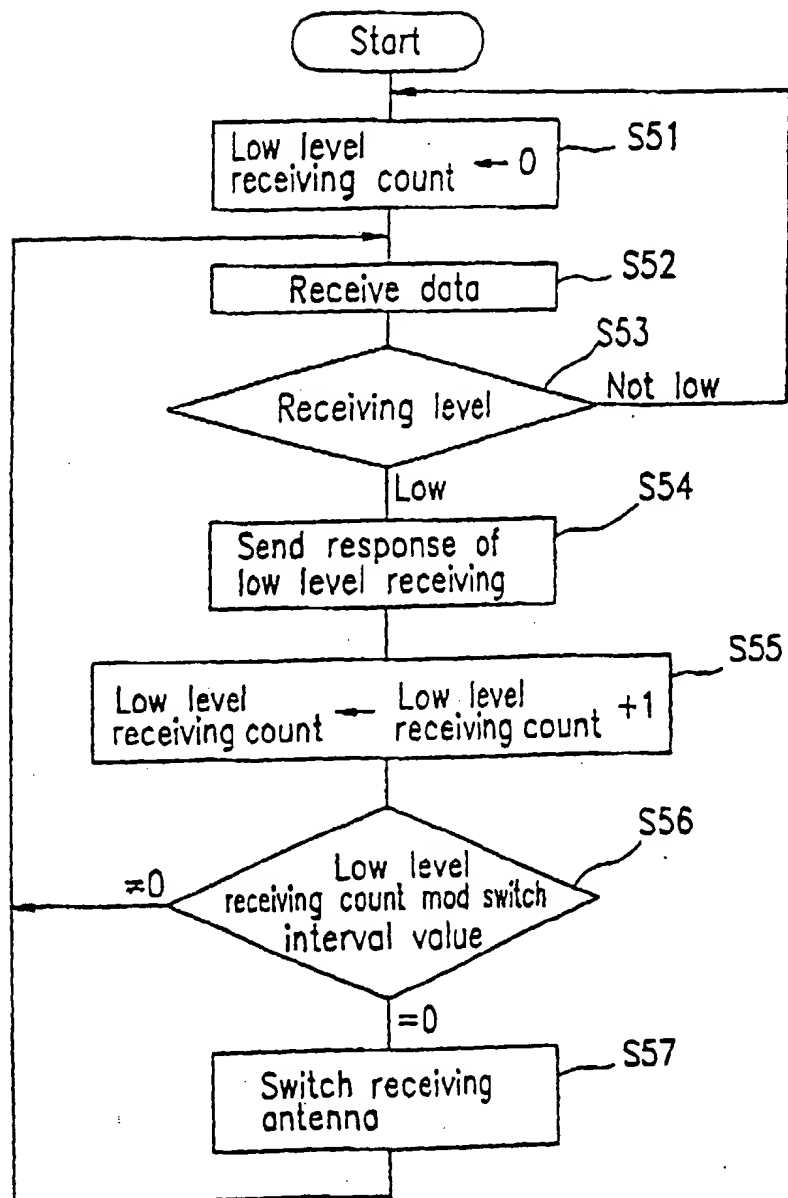 Start
Low level
receiving count ← 0
S51
Receive data
S52
S53
Receiving level
Not low
Low
S54
Send response of
low level receiving
S55
Low level
receiving count ← Low level
receiving count +1
S56
Low level
receiving count mod switch
interval value
≠0
=0
S57
Switch receiving
antenna